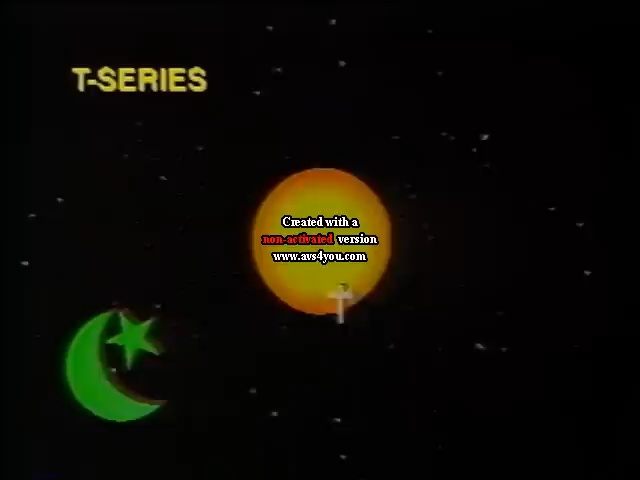 T-SERIES
Created with a
non-activated version
www.avs4you.com